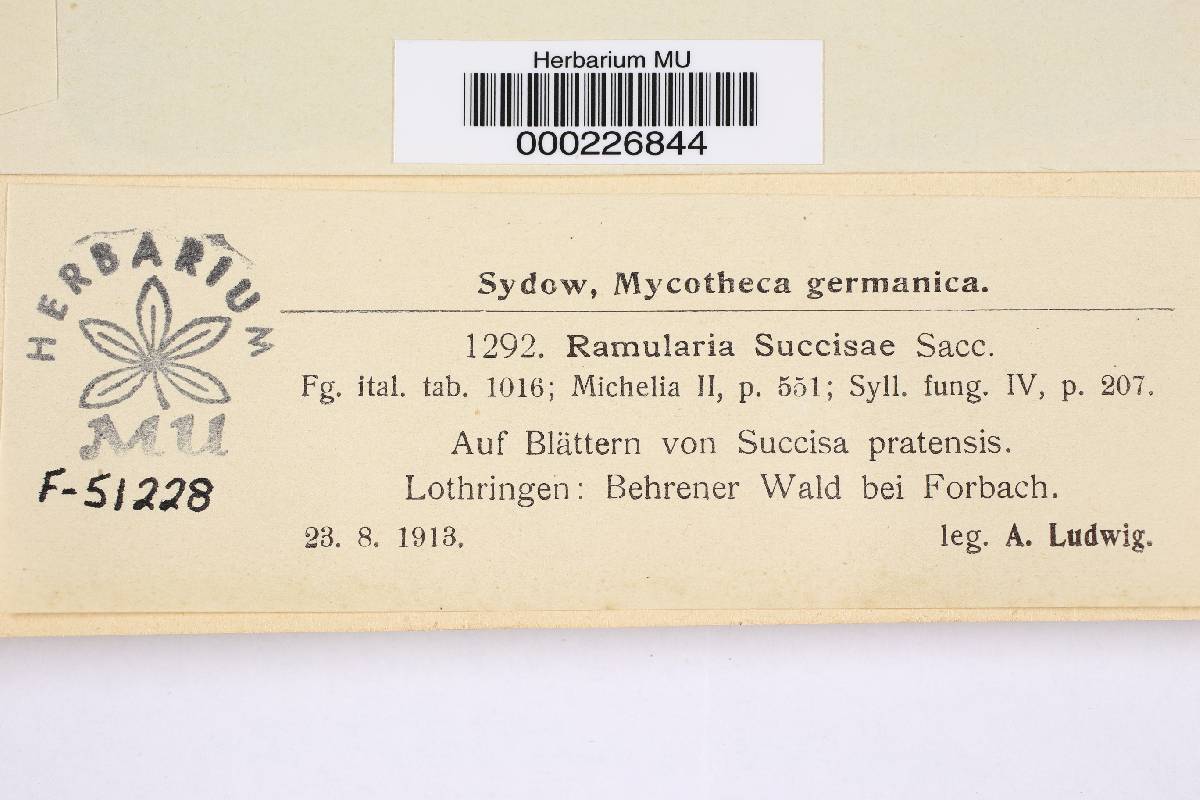 Herbarium MU
000226844
HERBARIUM
MU
F-51228
Sydow, Mycotheca germanica.
1292. Ramularia Succisae Sacc.
Fg. ital. tab. 1016; Michelia II, p. 551; Syll. fung. IV, p. 207.
Auf Blättern von Succisa pratensis.
Lothringen: Behrener Wald bei Forbach.
23. 8. 1913. leg. A. Ludwig.